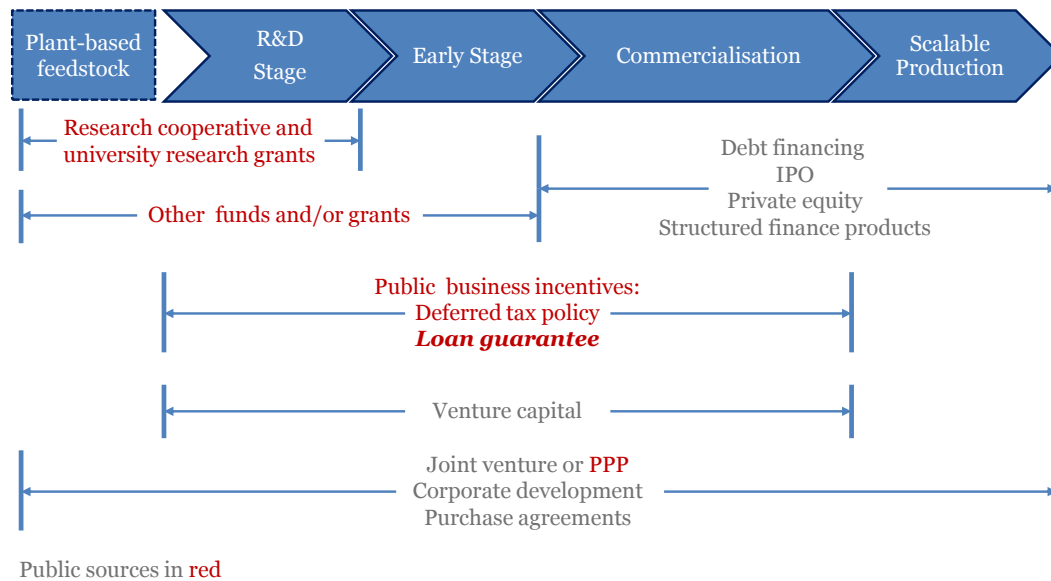 Plant-based
feedstock
R&D
Stage
Early Stage
Commercialisation
Scalable
Production
Research cooperative and
university research grants
Debt financing
IPO
Private equity
Structured finance products
Other funds and/or grants
Public business incentives:
Deferred tax policy
Loan guarantee
Venture capital
Joint venture or PPP
Corporate development
Purchase agreements
Public sources in red